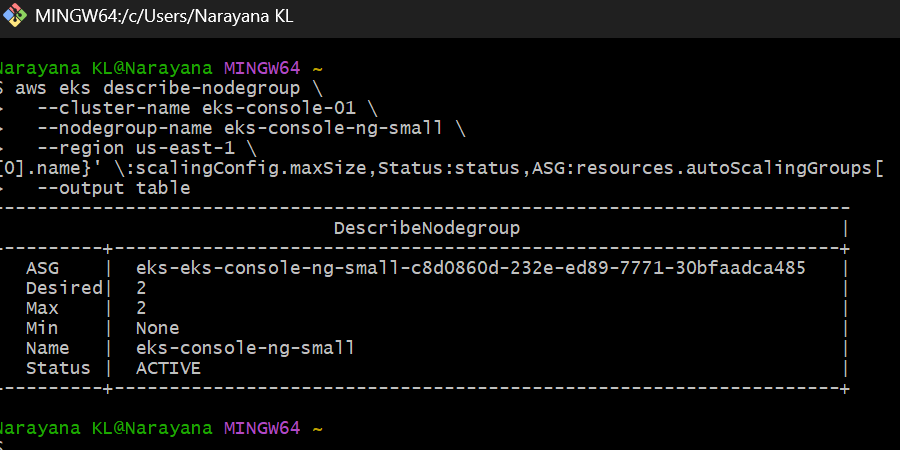 MINGW64:/c/Users/Narayana KL
Narayana KL@Narayana MINGW64 ~
$ aws eks describe-nodegroup \
>   --cluster-name eks-console-01 \
>   --nodegroup-name eks-console-ng-small \
>   --region us-east-1 \
[0].name}' \:scalingConfig.maxSize,Status:status,ASG:resources.autoScalingGroups[
>   --output table
------------------------------------------------------------------------------
DescribeNodegroup |
---------+-------------------------------------------------------------------+
ASG | eks-eks-console-ng-small-c8d0860d-232e-ed89-7771-30bfaadca485 |
Desired| 2 |
Max | 2 |
Min | None |
Name | eks-console-ng-small |
Status | ACTIVE |
---------+-------------------------------------------------------------------+
Narayana KL@Narayana MINGW64 ~
$